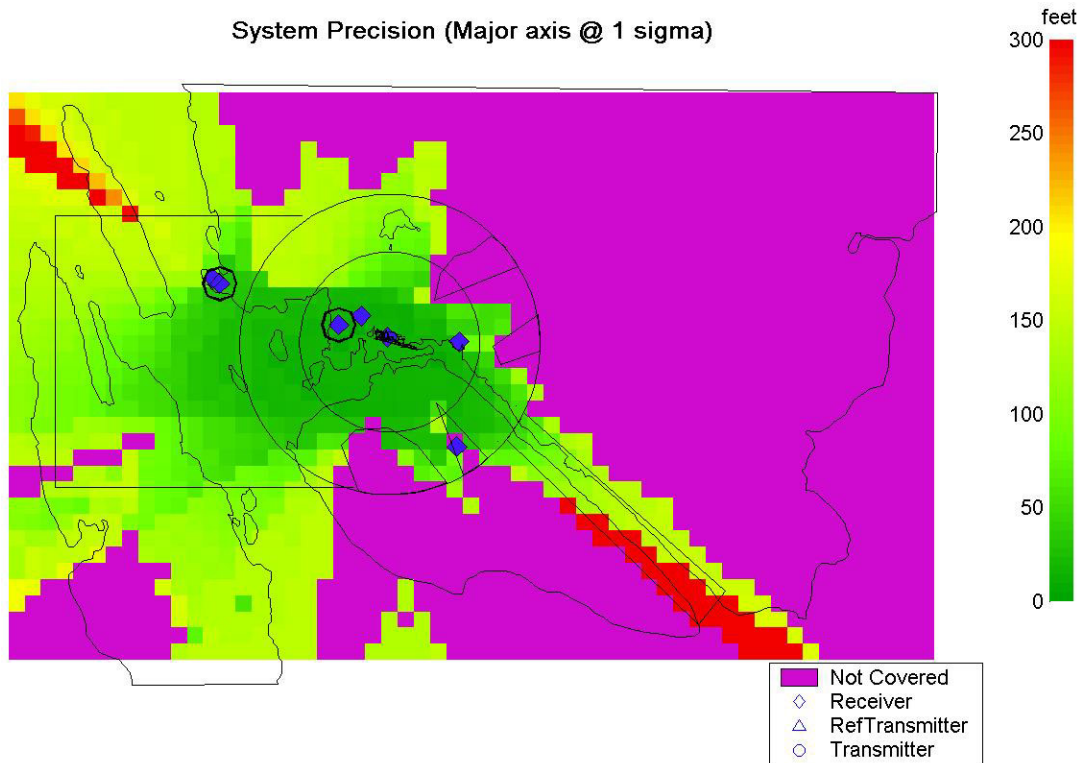 System Precision (Major axis @ 1 sigma)
feet
300
250
200
150
100
50
0
Not Covered
Receiver
RefTransmitter
Transmitter